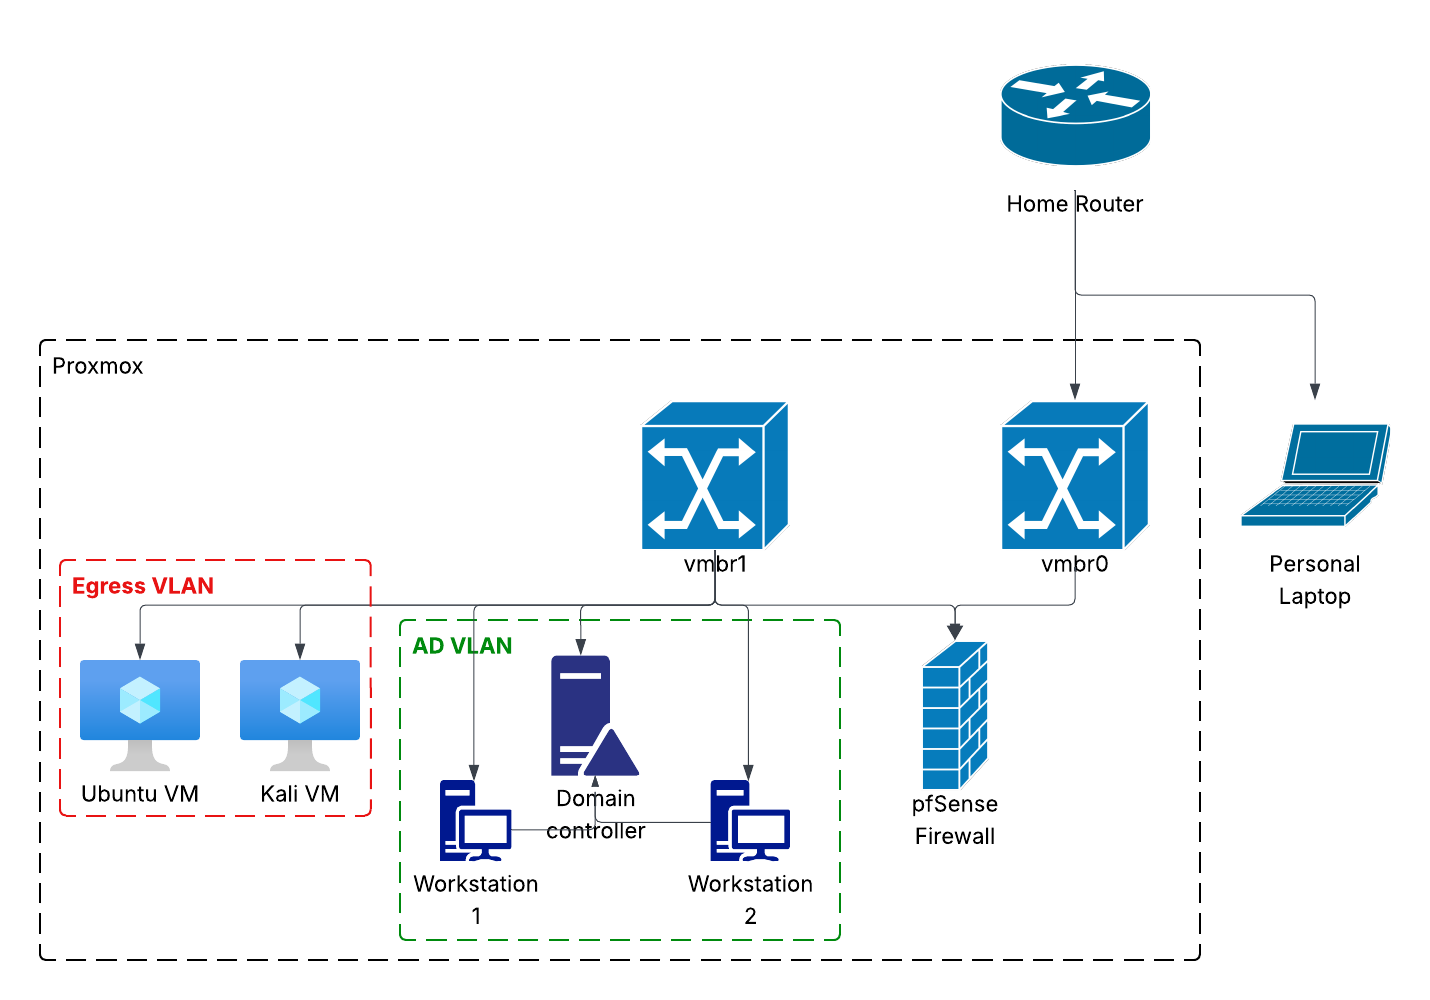 Home Router
Proxmox
vmbr1
vmbr0
Personal
Laptop
Egress VLAN
AD VLAN
Ubuntu VM
Kali VM
Domain
controller
pfSense
Firewall
Workstation
1
Workstation
2